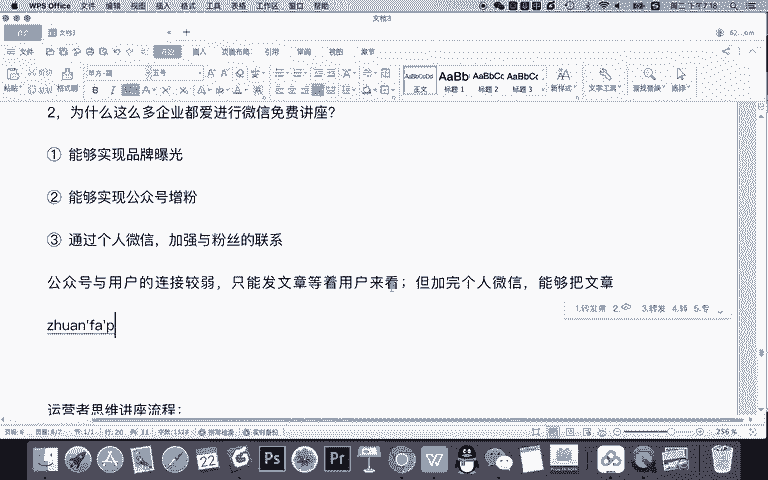 WPS Office 文件 编辑 视图 插入 格式 工具 表格 工作区 窗口 帮助
文档3
文件 插入 页面布局 引用 审阅 视图 章节
粘贴 格式刷 B AaBbCcDd AaBb AaBbCc AaBbCc 正文 标题 1 标题 2 标题 3 新样式 文字工具 查找替换 选择
2，为什么这么多企业都爱进行微信免费讲座？
① 能够实现品牌曝光
② 能够实现公众号增粉
③ 通过个人微信，加强与粉丝的联系
公众号与用户的连接较弱，只能发文章等着用户来看；但加完个人微信，能够把文章
zhuan'fa'p
3.转发 4.转 5.专
运营者思维讲座流程：
256 %
22 Ps Pr